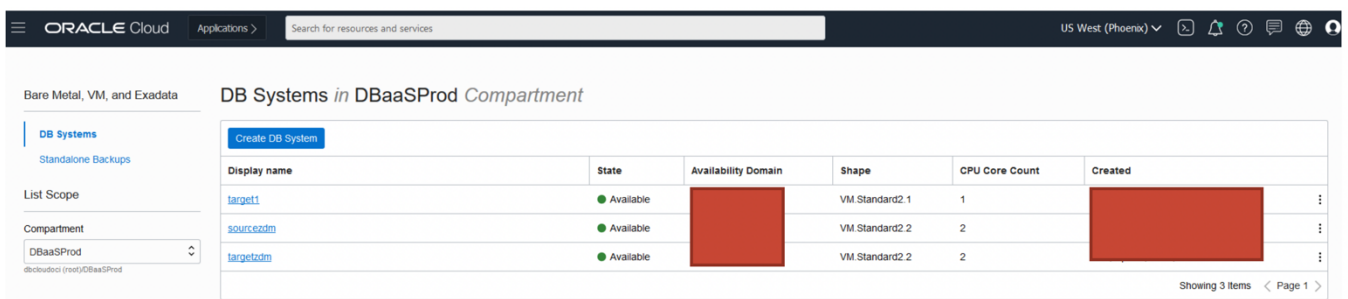 ORACLE Cloud Applications > Search for resources and services US West (Phoenix)
Bare Metal, VM, and Exadata
DB Systems
Standalone Backups
List Scope
Compartment
DBaaSProd
dbcloudoci (root)/DBaaSProd
DB Systems in DBaaSProd Compartment
Create DB System
Display name State Availability Domain Shape CPU Core Count Created
target1 Available VM.Standard2.1 1
sourcezdm Available VM.Standard2.2 2
targetzdm Available VM.Standard2.2 2
Showing 3 Items < Page 1 >